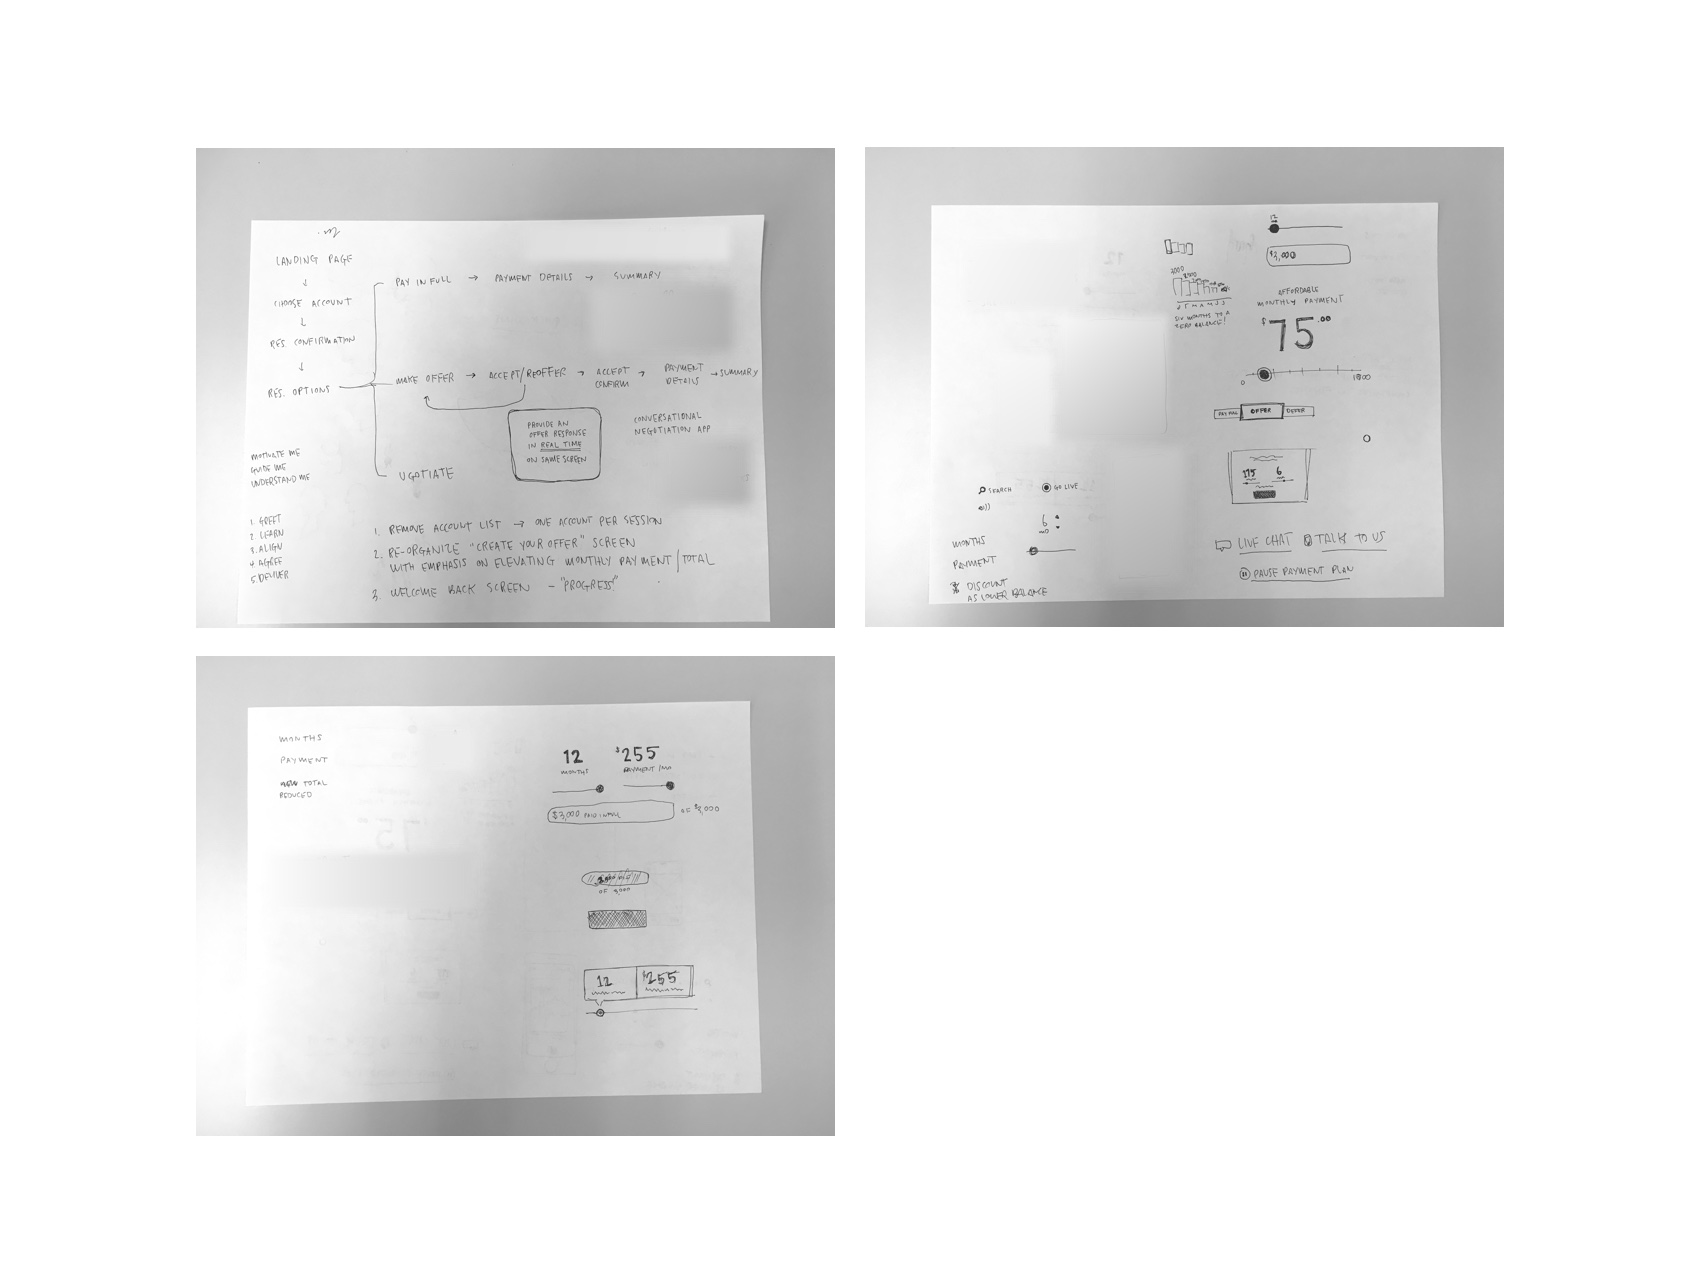 LANDING PAGE
↓
CHOOSE ACCOUNT
↓
RES. CONFIRMATION
↓
RES. OPTIONS
PAY IN FULL → PAYMENT DETAILS → SUMMARY
MAKE OFFER → ACCEPT/REOFFER → ACCEPT CONFIRM → PAYMENT DETAILS → SUMMARY
UGOTIATE
PROVIDE AN
OFFER RESPONSE
IN REAL TIME
ON SAME SCREEN
CONVERSATIONAL
NEGOTIATION APP
MOTIVATE ME
GUIDE ME
UNDERSTAND ME
1. GREET
2. LEARN
3. ALIGN
4. AGREE
5. DELIVER
1. REMOVE ACCOUNT LIST → ONE ACCOUNT PER SESSION
2. RE-ORGANIZE "CREATE YOUR OFFER" SCREEN
WITH EMPHASIS ON ELEVATING MONTHLY PAYMENT/TOTAL
3. WELCOME BACK SCREEN - "PROGRESS!"
12
$3,000
J F M A M J J
SIX MONTHS TO A
ZERO BALANCE!
AFFORDABLE
MONTHLY PAYMENT
$75.00
0
PAY FULL OFFER DEFER
175 6
SEARCH GO LIVE
6
MO
MONTHS
PAYMENT
$ DISCOUNT
AS LOWER BALANCE
LIVE CHAT TALK TO US
PAUSE PAYMENT PLAN
MONTHS
PAYMENT
TOTAL
REDUCED
12 $255
MONTHS PAYMENT/MO
$3,000 PAID IN FULL OF $3,000
12 $255